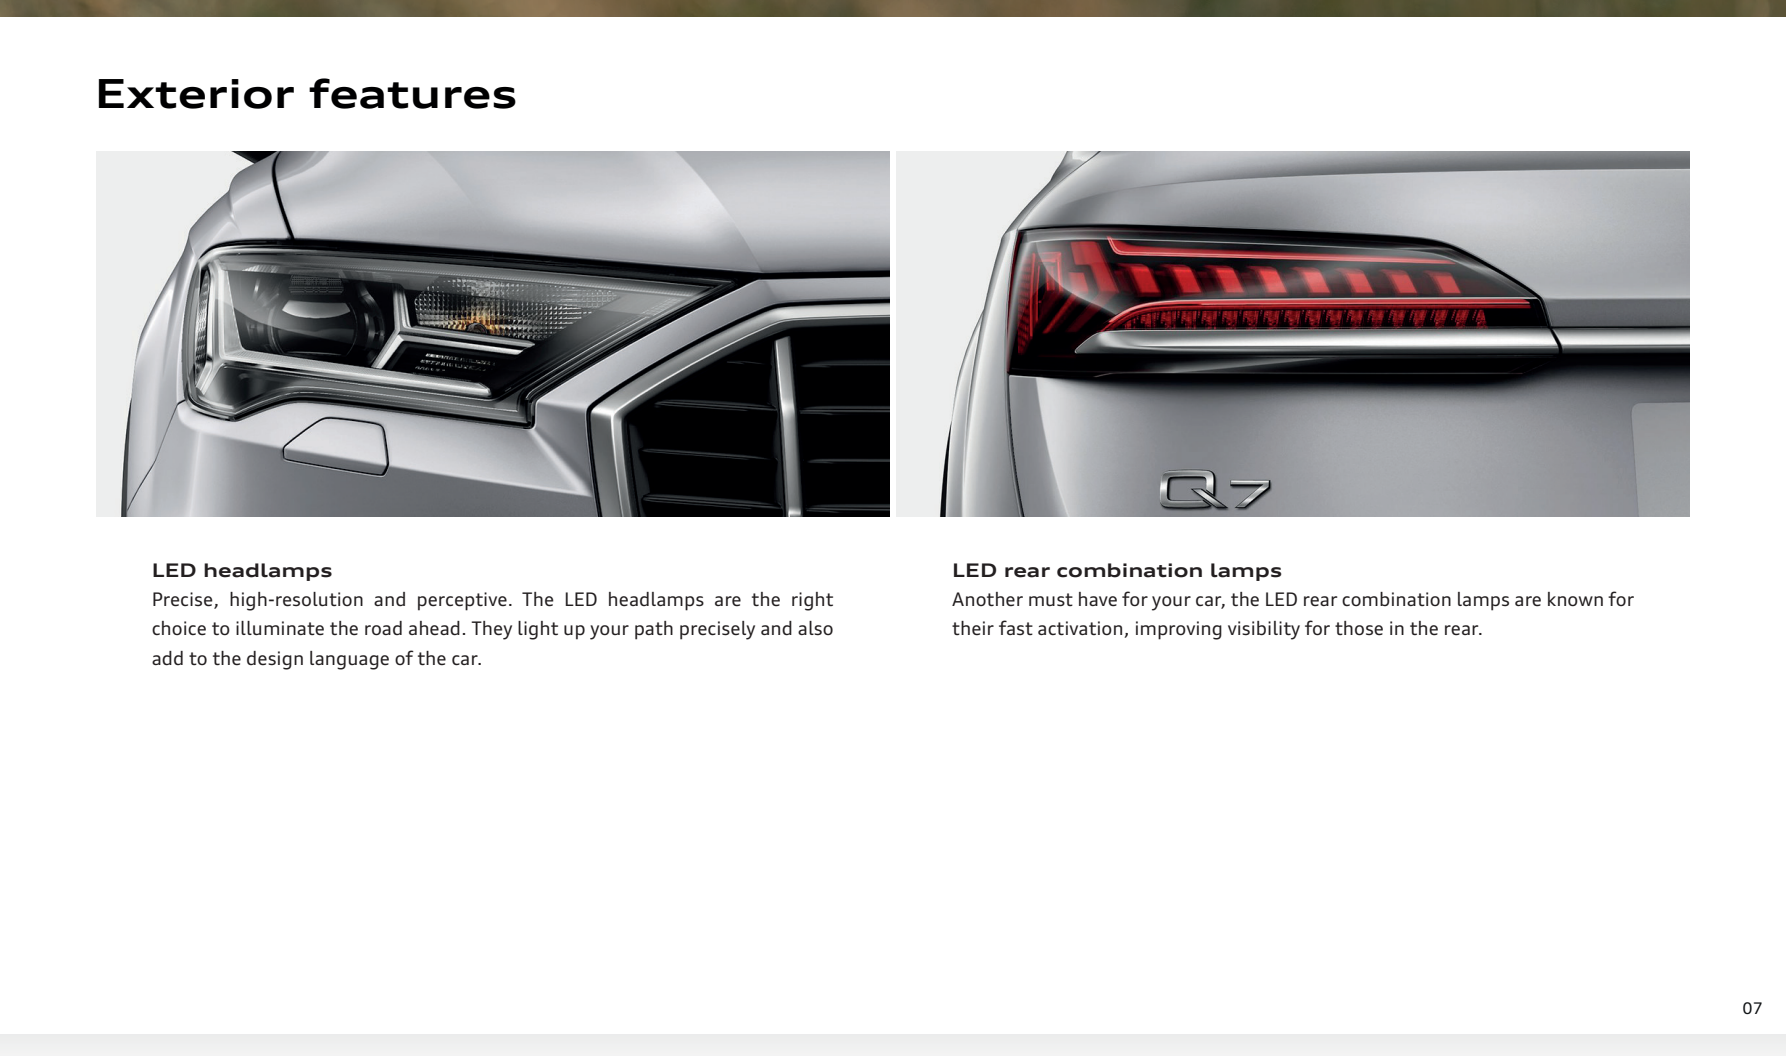 Exterior features
Q7
LED headlamps
Precise, high-resolution and perceptive. The LED headlamps are the right
choice to illuminate the road ahead. They light up your path precisely and also
add to the design language of the car.
LED rear combination lamps
Another must have for your car, the LED rear combination lamps are known for
their fast activation, improving visibility for those in the rear.
07